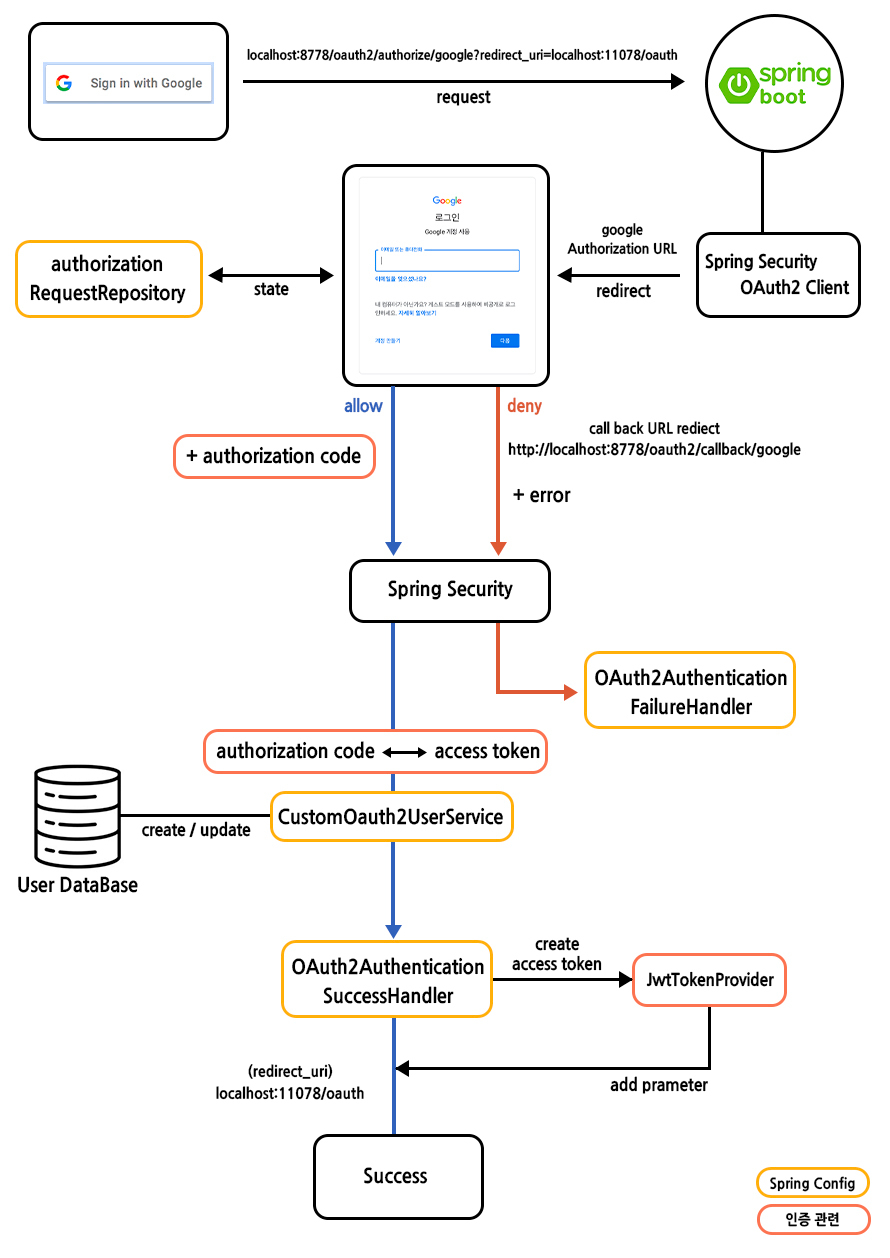 localhost:8778/oauth2/authorize/google?redirect_uri=localhost:11078/oauth
Sign in with Google
request
spring
boot
Google
로그인
Google 계정 사용
이메일 또는 휴대전화
이메일을 잊으셨나요?
내 컴퓨터가 아닌가요? 게스트 모드를 사용하여 비공개로 로그
인하세요. 자세히 알아보기
계정 만들기
다음
google
Authorization URL
redirect
Spring Security
OAuth2 Client
authorization
RequestRepository
state
allow
deny
call back URL rediect
http://localhost:8778/oauth2/callback/google
+ authorization code
+ error
Spring Security
OAuth2Authentication
FailureHandler
authorization code
access token
CustomOauth2UserService
create / update
User DataBase
OAuth2Authentication
SuccessHandler
create
access token
JwtTokenProvider
(redirect_uri)
localhost:11078/oauth
add prameter
Success
Spring Config
인증 관련